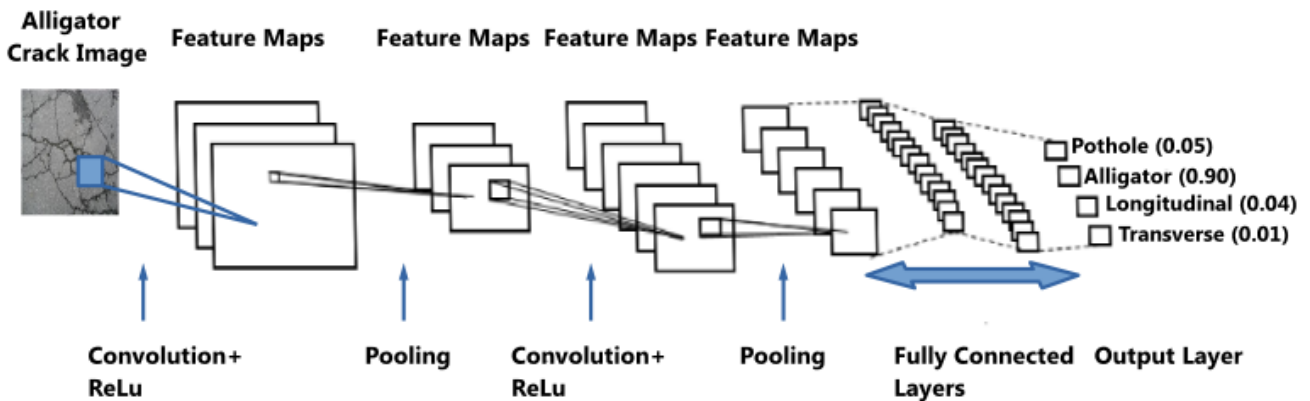 Alligator
Crack Image
Feature Maps
Feature Maps
Feature Maps
Feature Maps
Pothole (0.05)
Alligator (0.90)
Longitudinal (0.04)
Transverse (0.01)
Convolution+
ReLu
Pooling
Convolution+
ReLu
Pooling
Fully Connected
Layers
Output Layer